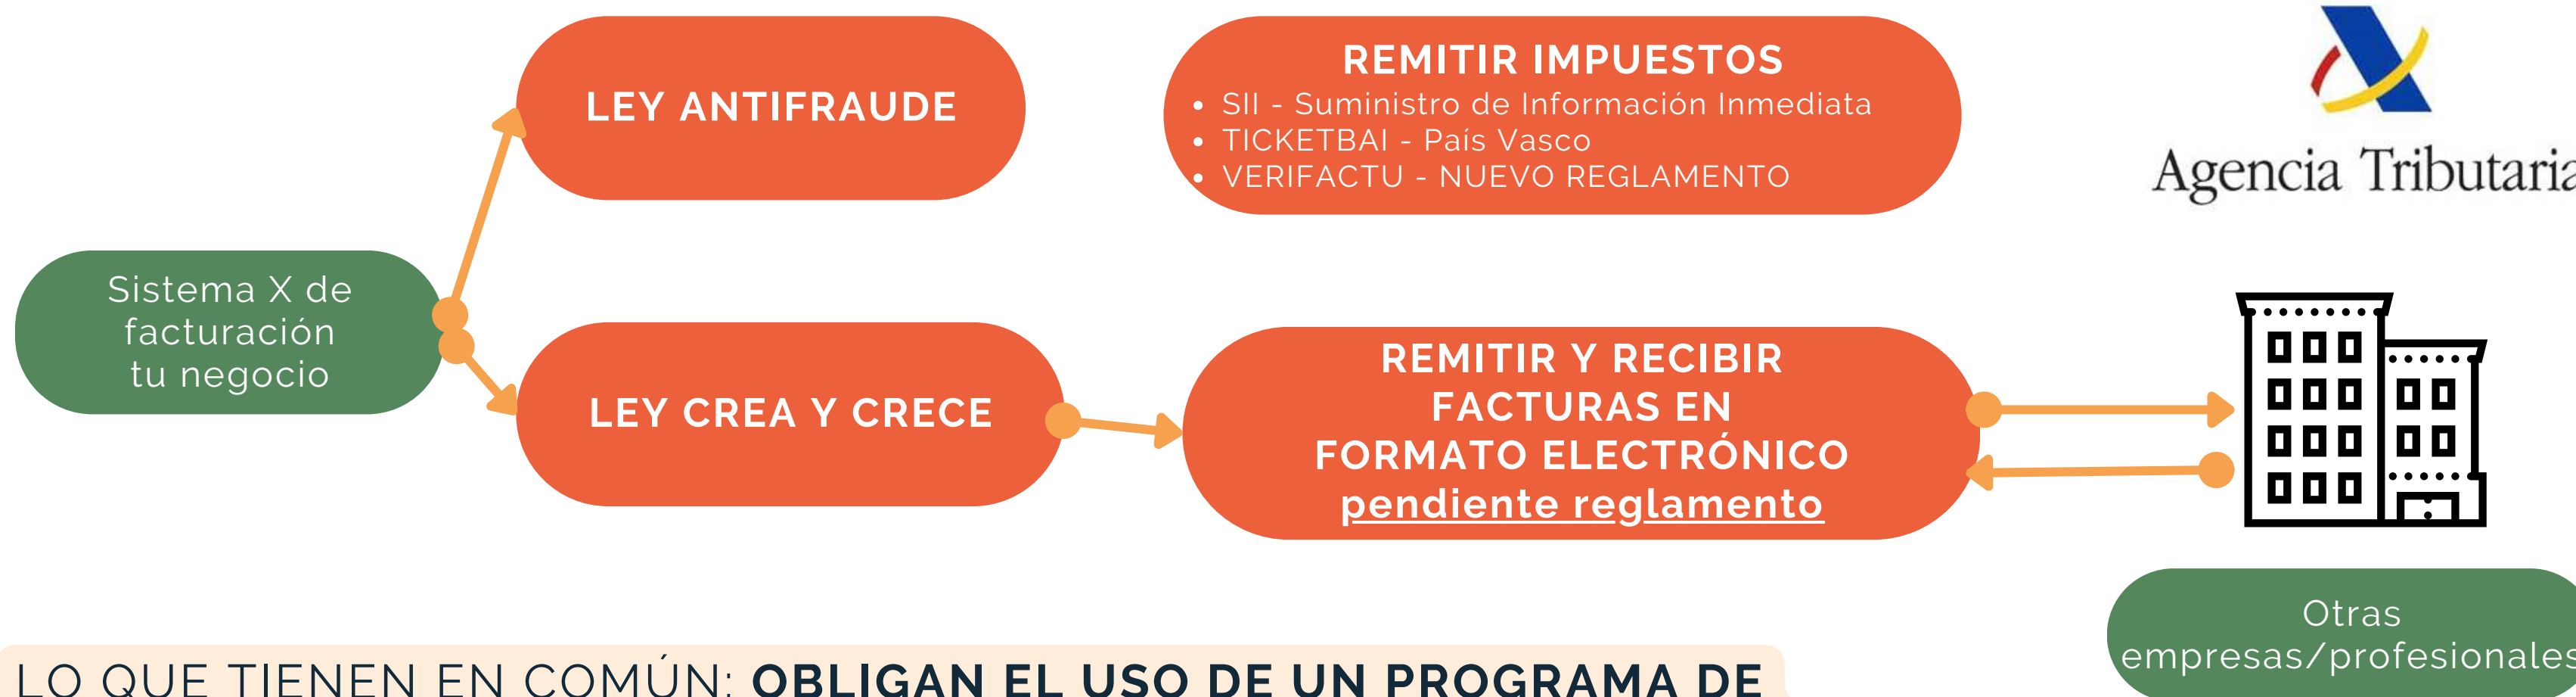 LEY ANTIFRAUDE
REMITIR IMPUESTOS
• SII - Suministro de Información Inmediata
• TICKETBAI - País Vasco
• VERIFACTU - NUEVO REGLAMENTO
Agencia Tributaria
Sistema X de
facturación
tu negocio
LEY CREA Y CRECE
REMITIR Y RECIBIR
FACTURAS EN
FORMATO ELECTRÓNICO
pendiente reglamento
Otras
empresas/profesionales
LO QUE TIENEN EN COMÚN: OBLIGAN EL USO DE UN PROGRAMA DE